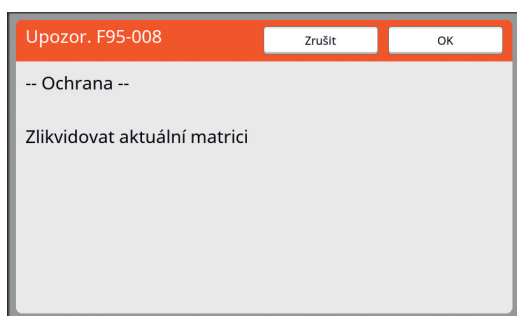 Upozor. F95-008
Zrušit
OK
-- Ochrana --
Zlikvidovat aktuální matrici